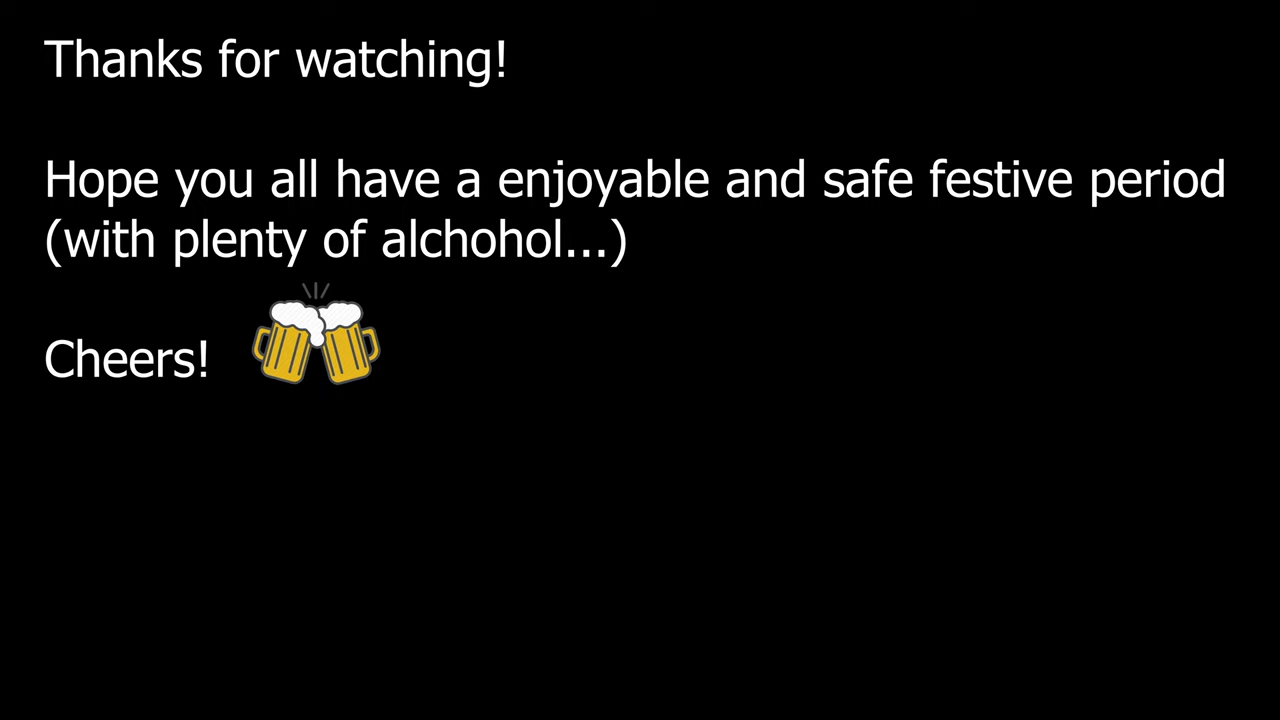 Thanks for watching!
Hope you all have a enjoyable and safe festive period
(with plenty of alchohol...)
Cheers!